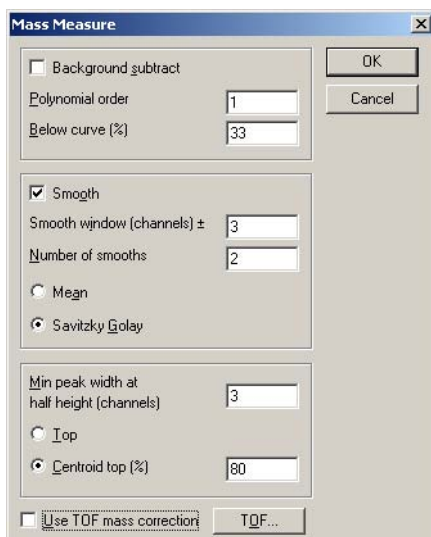 Mass Measure
OK
Cancel
Background subtract
Polynomial order 1
Below curve (%) 33
Smooth
Smooth window (channels) ± 3
Number of smooths 2
Mean
Savitzky Golay
Min peak width at
half height (channels) 3
Top
Centroid top (%) 80
Use TOF mass correction TOF...